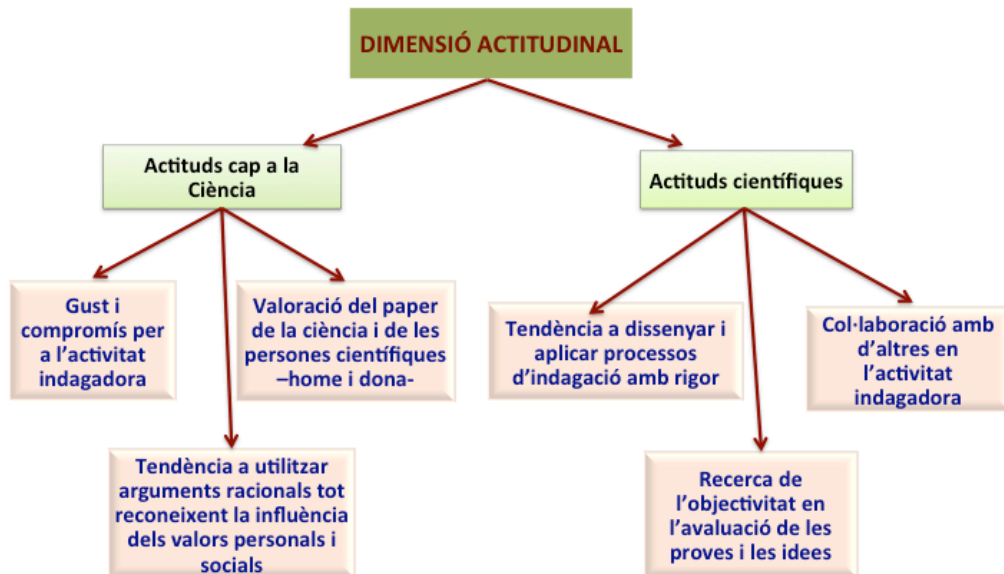 DIMENSIÓ ACTITUDINAL
Actituds cap a la
Ciència
Actituds científiques
Gust i
compromís per
a l’activitat
indagadora
Valoració del paper
de la ciència i de les
persones científiques
–home i dona-
Tendència a utilitzar
arguments racionals tot
reconeixent la influència
dels valors personals i
socials
Tendència a dissenyar i
aplicar processos
d’indagació amb rigor
Recerca de
l’objectivitat en
l’avaluació de les
proves i les idees
Col·laboració amb
d’altres en
l’activitat
indagadora